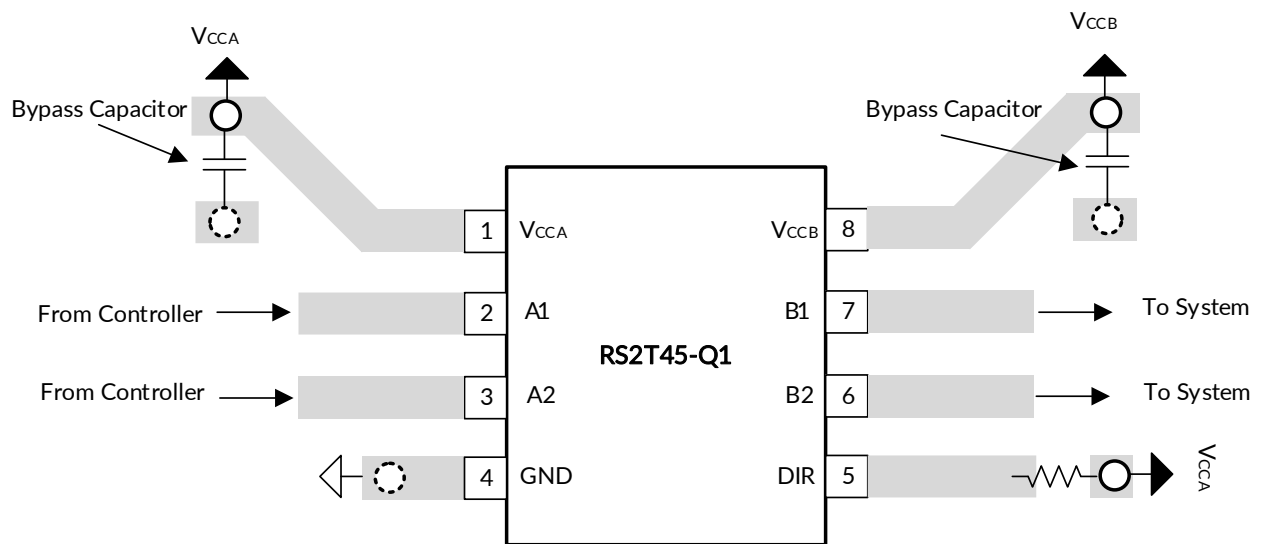 VCCA
VCCB
Bypass Capacitor
Bypass Capacitor
1 VCCA VCCB 8
From Controller 2 A1 B1 7 To System
RS2T45-Q1
From Controller 3 A2 B2 6 To System
4 GND DIR 5 VCCA